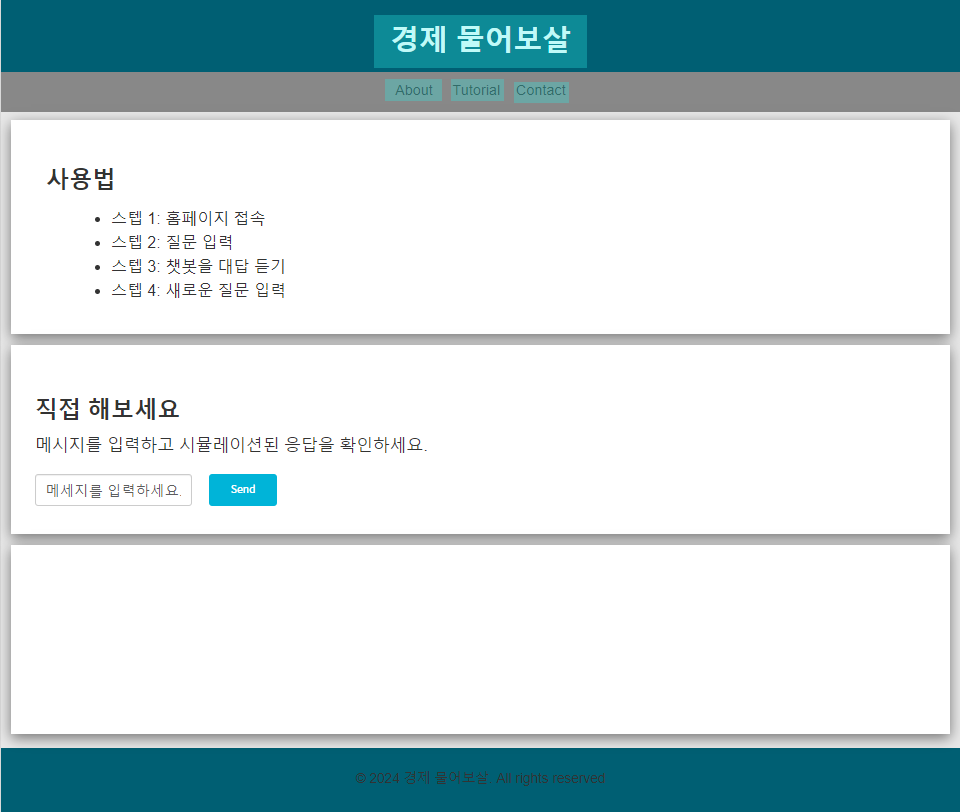 경제 물어보살
About Tutorial Contact
사용법
스텝 1: 홈페이지 접속
스텝 2: 질문 입력
스텝 3: 챗봇을 대답 듣기
스텝 4: 새로운 질문 입력
직접 해보세요
메시지를 입력하고 시뮬레이션된 응답을 확인하세요.
메세지를 입력하세요. Send
© 2024 경제 물어보살. All rights reserved.